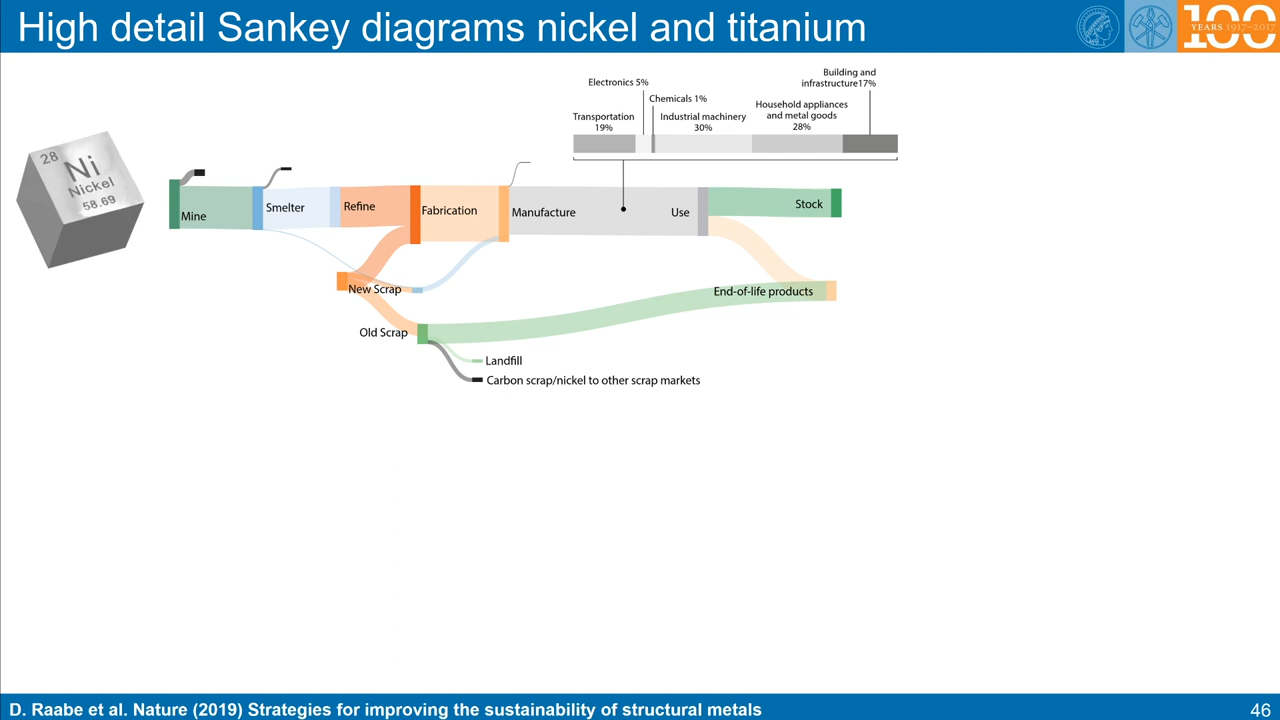 High detail Sankey diagrams nickel and titanium
100
YEARS 1917–2017
Building and
infrastructure17%
Electronics 5%
Chemicals 1%
Household appliances
and metal goods
28%
Transportation
19%
Industrial machinery
30%
28
Ni
Nickel
58.69
Mine
Smelter
Refine
Fabrication
Manufacture
Use
Stock
New Scrap
End-of-life products
Old Scrap
Landfill
Carbon scrap/nickel to other scrap markets
D. Raabe et al. Nature (2019) Strategies for improving the sustainability of structural metals
46